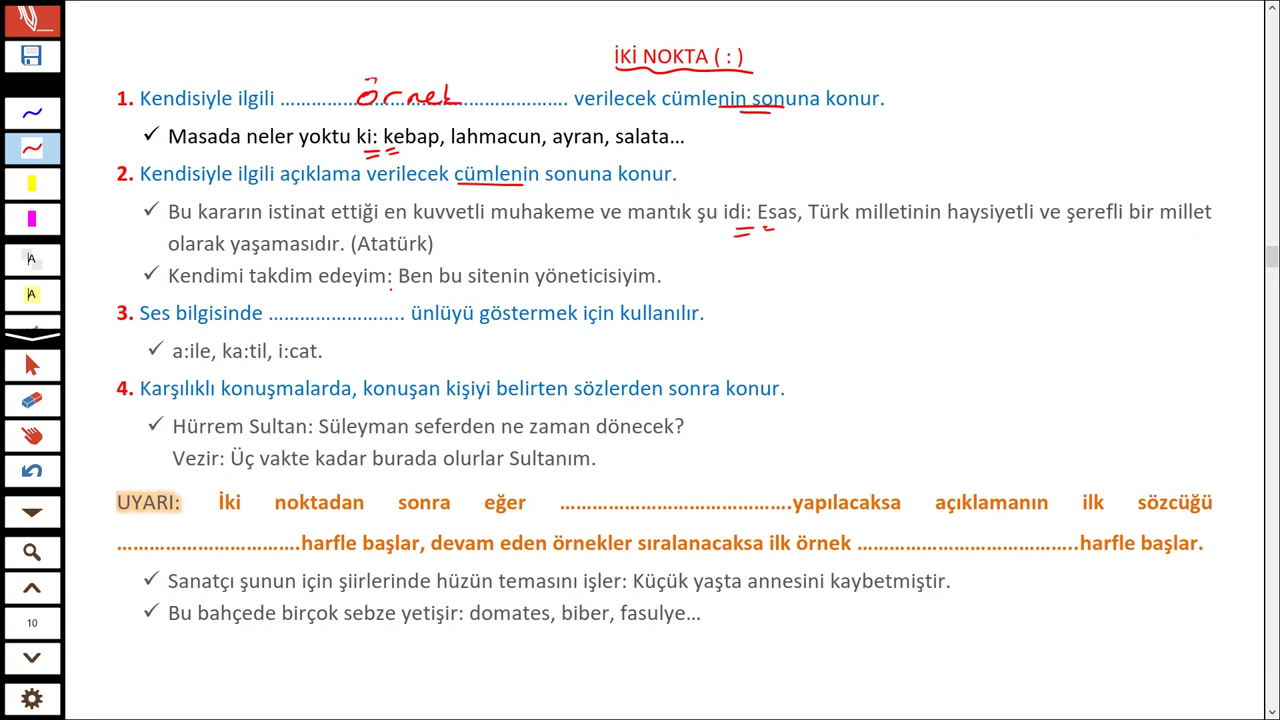 İKİ NOKTA ( : )
1. Kendisiyle ilgili ……………örnek………………. verilecek cümlenin sonuna konur.
✓ Masada neler yoktu ki: kebap, lahmacun, ayran, salata…
2. Kendisiyle ilgili açıklama verilecek cümlenin sonuna konur.
✓ Bu kararın istinat ettiği en kuvvetli muhakeme ve mantık şu idi: Esas, Türk milletinin haysiyetli ve şerefli bir millet
olarak yaşamasıdır. (Atatürk)
✓ Kendimi takdim edeyim: Ben bu sitenin yöneticisiyim.
3. Ses bilgisinde …………………….. ünlüyü göstermek için kullanılır.
✓ a:ile, ka:til, i:cat.
4. Karşılıklı konuşmalarda, konuşan kişiyi belirten sözlerden sonra konur.
✓ Hürrem Sultan: Süleyman seferden ne zaman dönecek?
Vezir: Üç vakte kadar burada olurlar Sultanım.
UYARI: İki noktadan sonra eğer …………………………………….yapılacaksa açıklamanın ilk sözcüğü
…………………………….harfle başlar, devam eden örnekler sıralanacaksa ilk örnek …………………………………..harfle başlar.
✓ Sanatçı şunun için şiirlerinde hüzün temasını işler: Küçük yaşta annesini kaybetmiştir.
✓ Bu bahçede birçok sebze yetişir: domates, biber, fasulye…
A
A
10